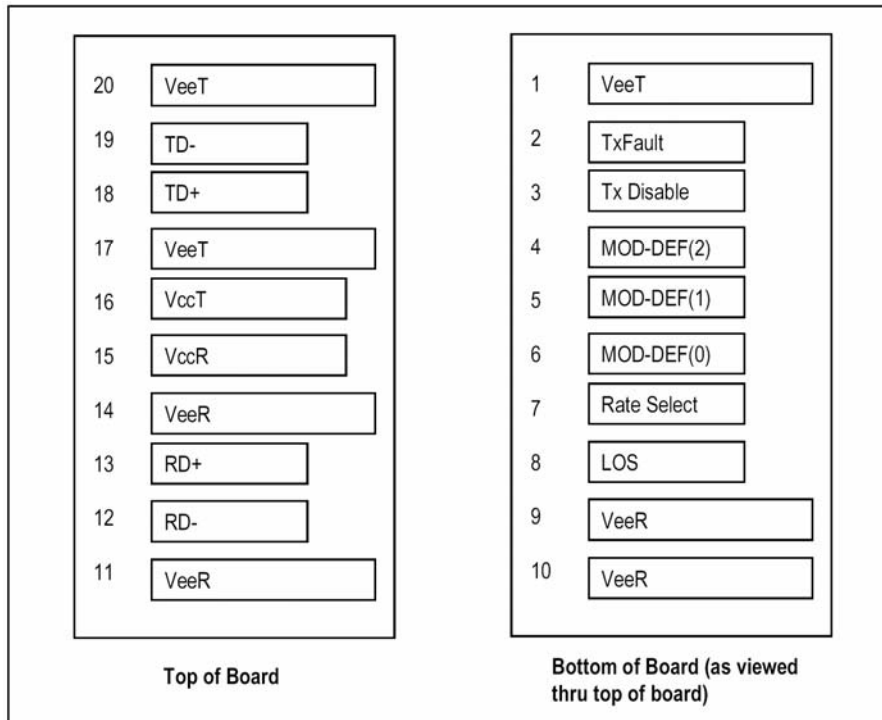 20 VeeT
19 TD-
18 TD+
17 VeeT
16 VccT
15 VccR
14 VeeR
13 RD+
12 RD-
11 VeeR
Top of Board
1 VeeT
2 TxFault
3 Tx Disable
4 MOD-DEF(2)
5 MOD-DEF(1)
6 MOD-DEF(0)
7 Rate Select
8 LOS
9 VeeR
10 VeeR
Bottom of Board (as viewed
thru top of board)